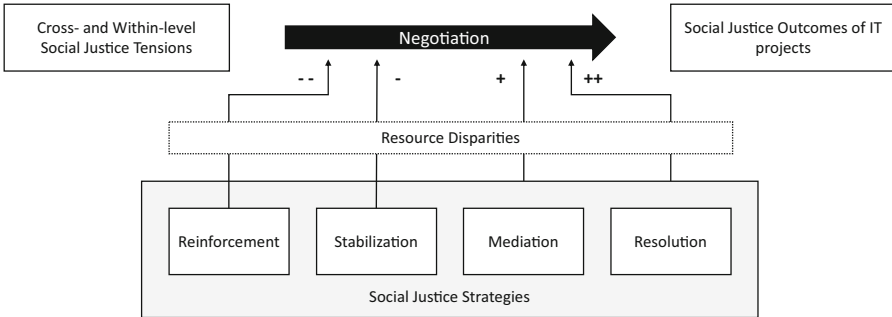 Cross- and Within-level
Social Justice Tensions
Negotiation
Social Justice Outcomes of IT
projects
- -
-
+
++
Resource Disparities
Reinforcement
Stabilization
Mediation
Resolution
Social Justice Strategies